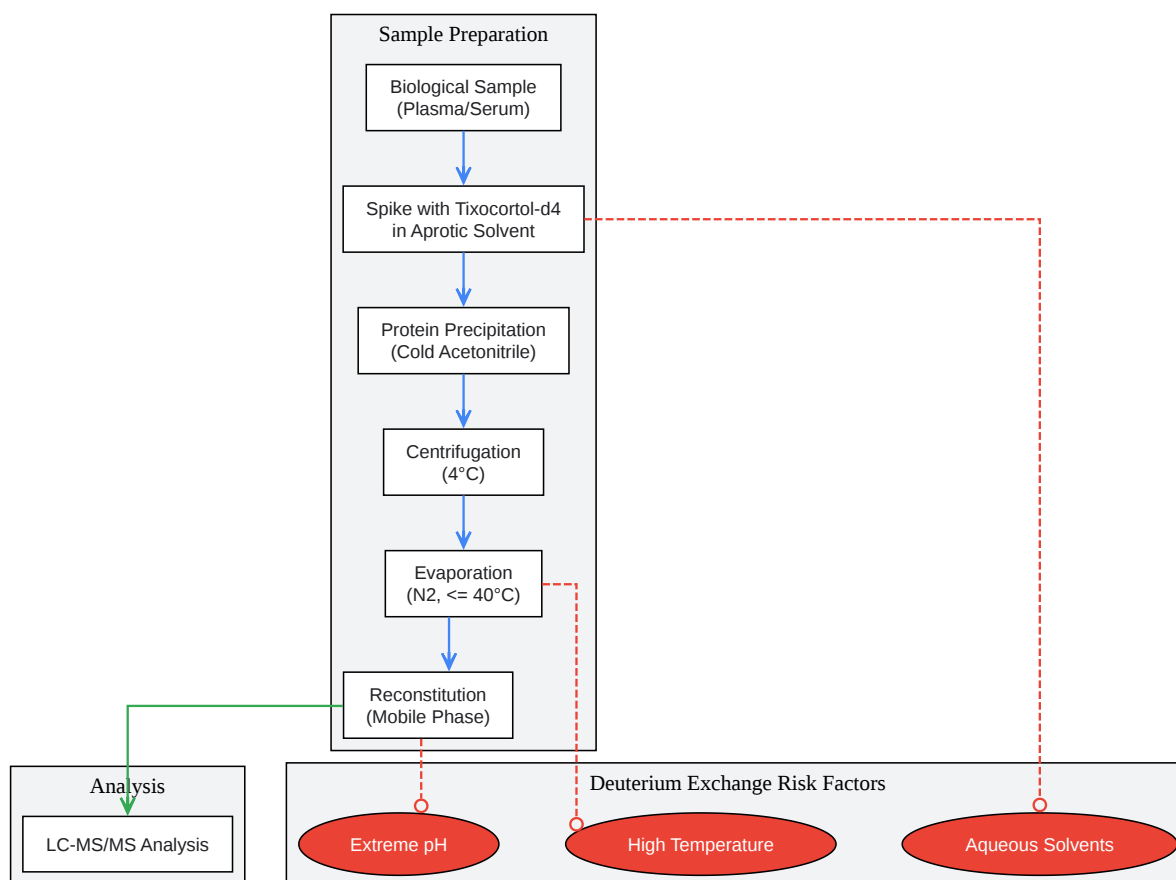 Sample Preparation
Biological Sample
(Plasma/Serum)
Spike with Tixocortol-d4
in Aprotic Solvent
Protein Precipitation
(Cold Acetonitrile)
Centrifugation
(4°C)
Evaporation
(N2, <= 40°C)
Reconstitution
(Mobile Phase)
Analysis
LC-MS/MS Analysis
Deuterium Exchange Risk Factors
Extreme pH
High Temperature
Aqueous Solvents